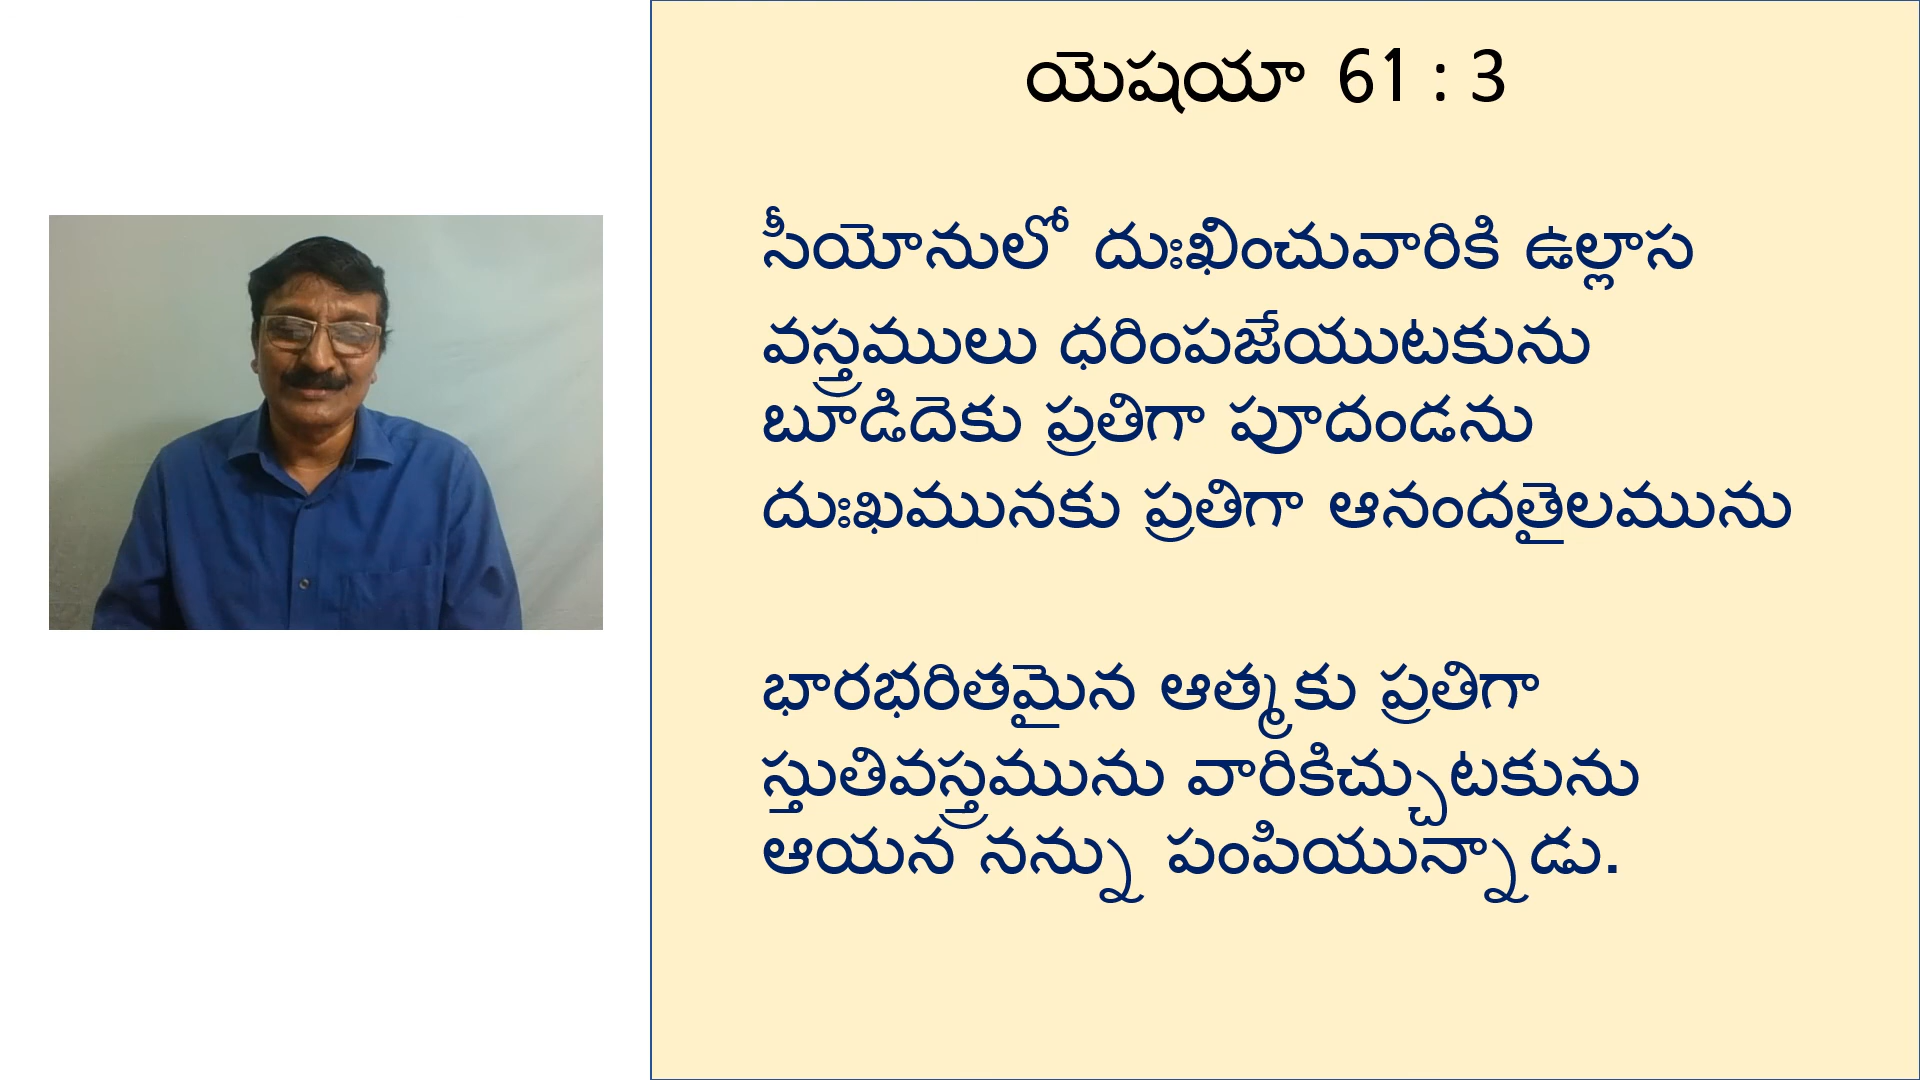 యెషయా 61 : 3
సీయోనులో దుఃఖించువారికి ఉల్లాస
వస్త్రములు ధరింపజేయుటకును
బూడిదెకు ప్రతిగా పూదండను
దుఃఖమునకు ప్రతిగా ఆనందతైలమును
భారభరితమైన ఆత్మకు ప్రతిగా
స్తుతివస్త్రమును వారికిచ్చుటకును
ఆయన నన్ను పంపియున్నాడు.